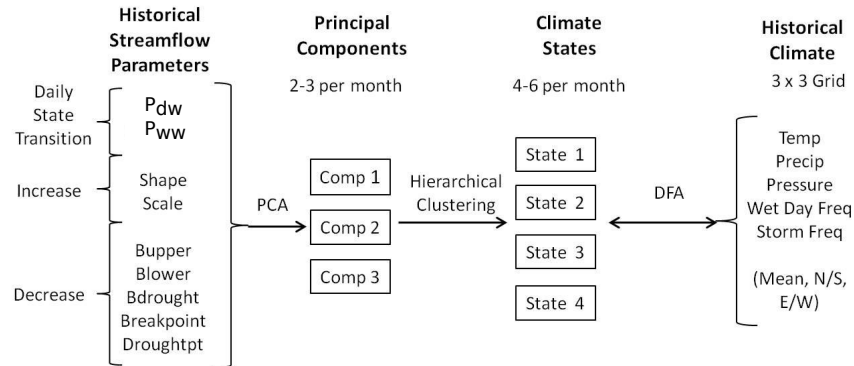 Historical
Streamflow
Parameters
Principal
Components
Climate
States
Historical
Climate
2-3 per month
4-6 per month
3 x 3 Grid
Daily
State
Transition
Pdw
Pww
Increase
Shape
Scale
Decrease
Bupper
Blower
Bdrought
Breakpoint
Droughtpt
PCA
Comp 1
Comp 2
Comp 3
Hierarchical
Clustering
State 1
State 2
State 3
State 4
DFA
Temp
Precip
Pressure
Wet Day Freq
Storm Freq
(Mean, N/S,
E/W)